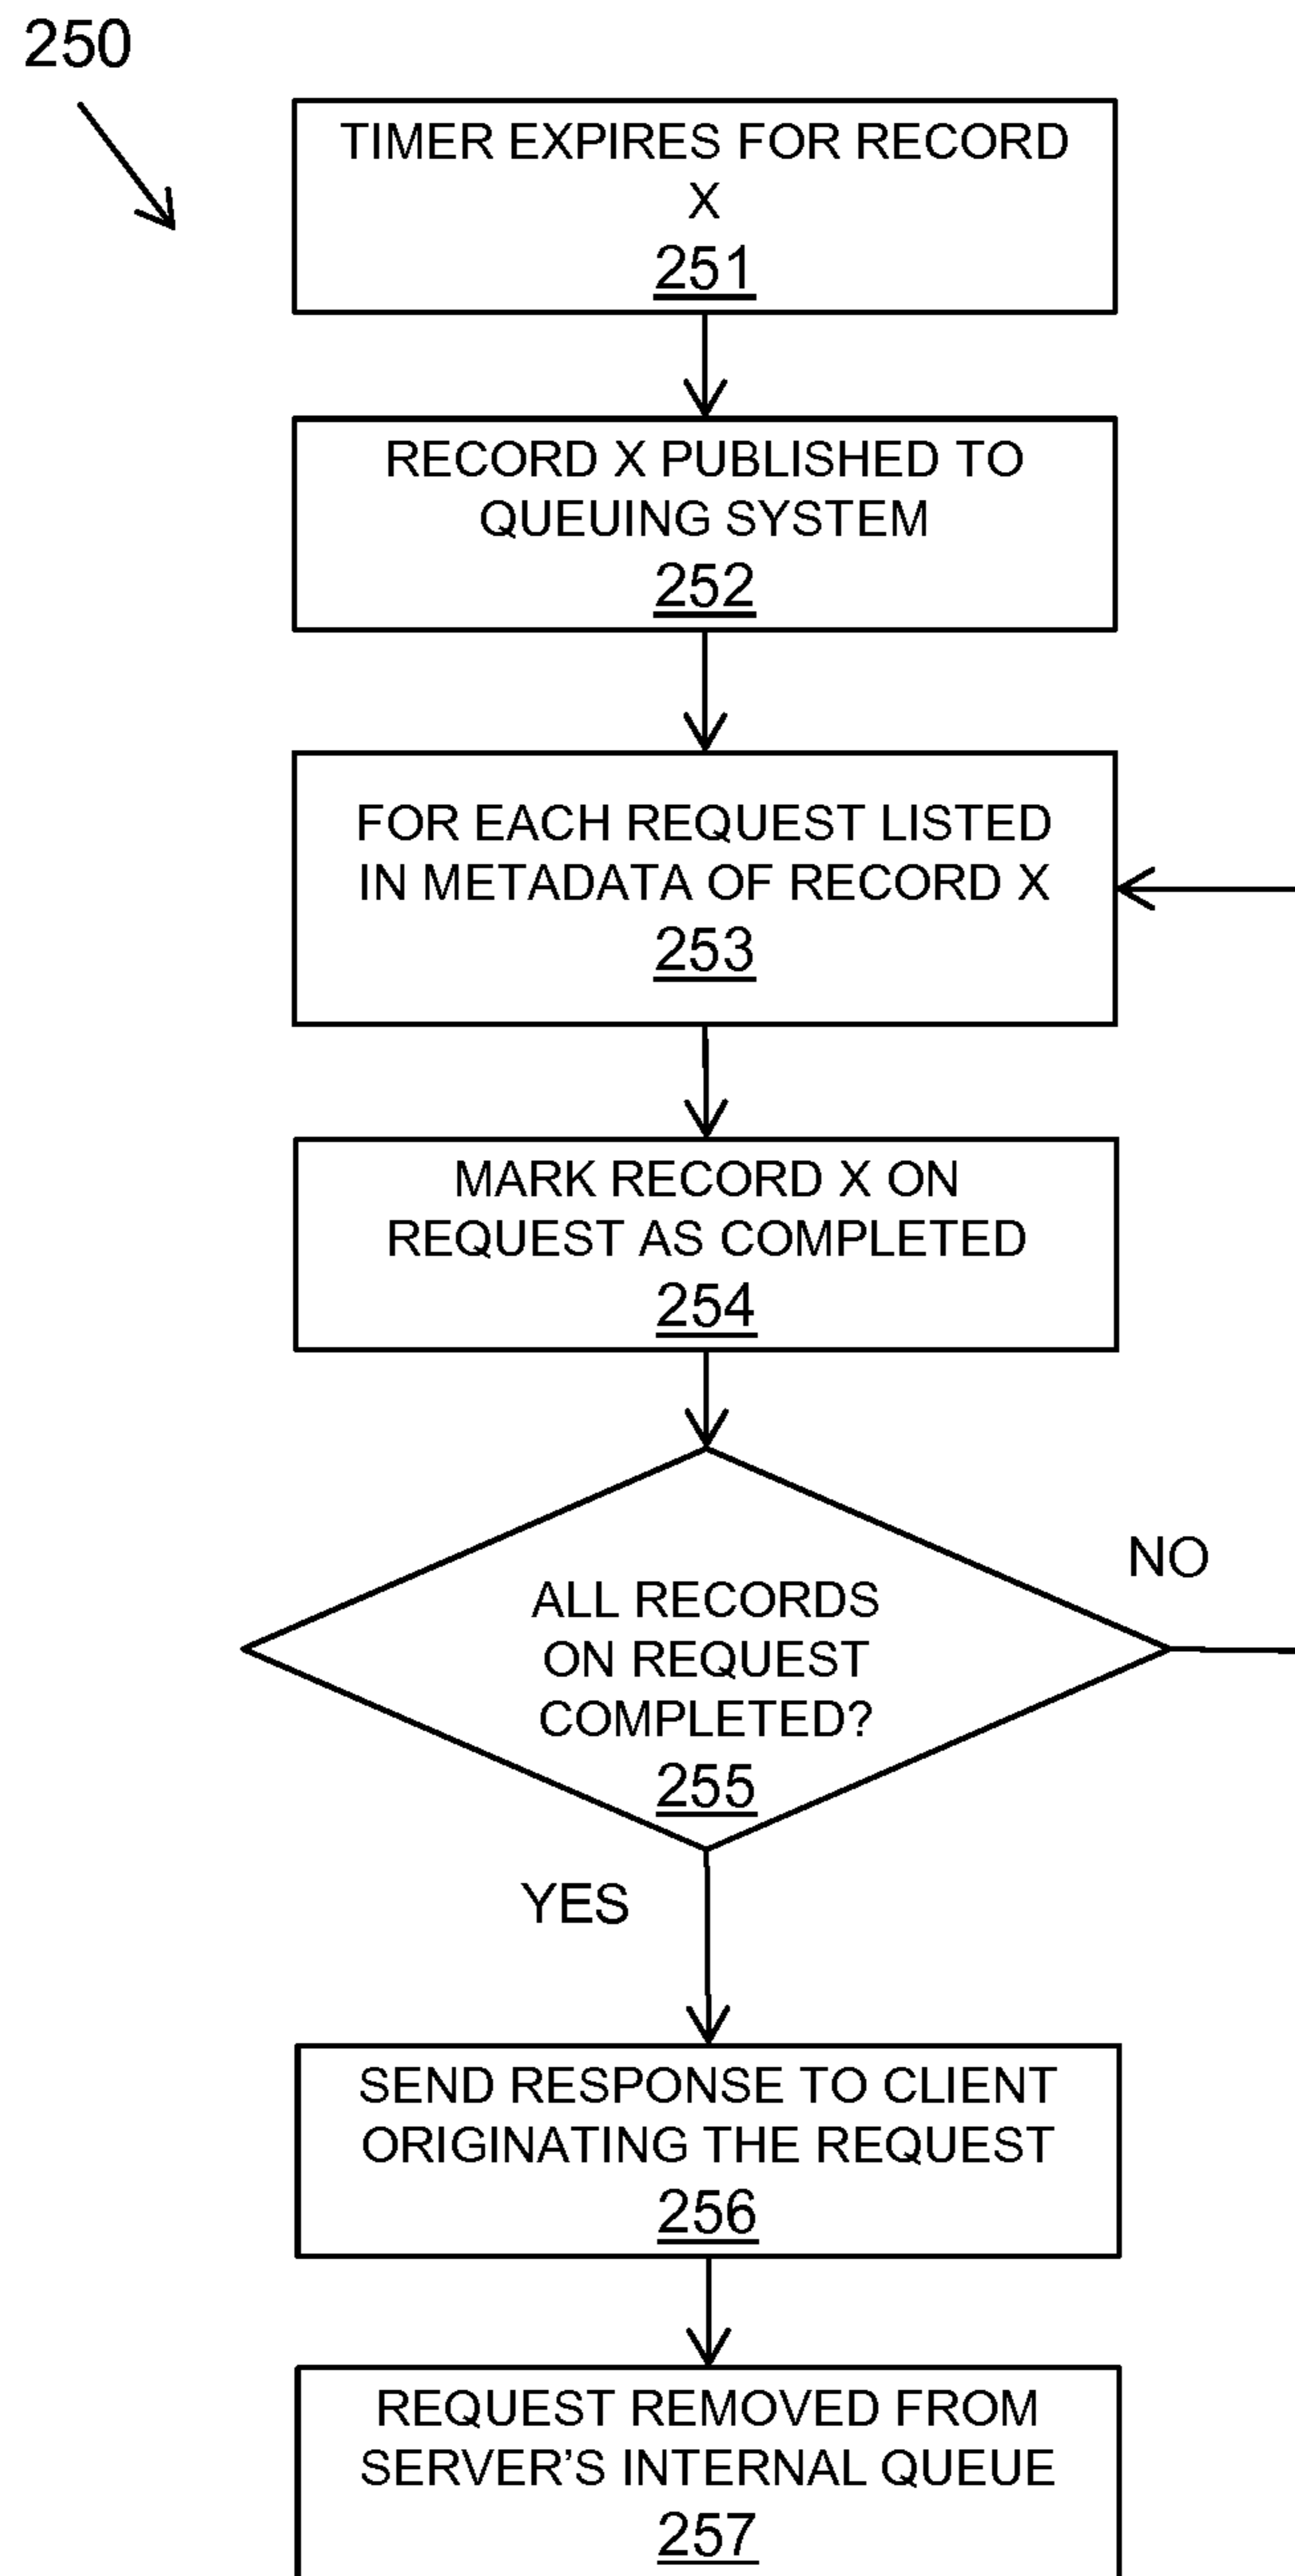 250
TIMER EXPIRES FOR RECORD
X
251
RECORD X PUBLISHED TO
QUEUING SYSTEM
252
FOR EACH REQUEST LISTED
IN METADATA OF RECORD X
253
MARK RECORD X ON
REQUEST AS COMPLETED
254
ALL RECORDS
ON REQUEST
COMPLETED?
255
NO
YES
SEND RESPONSE TO CLIENT
ORIGINATING THE REQUEST
256
REQUEST REMOVED FROM
SERVER’S INTERNAL QUEUE
257